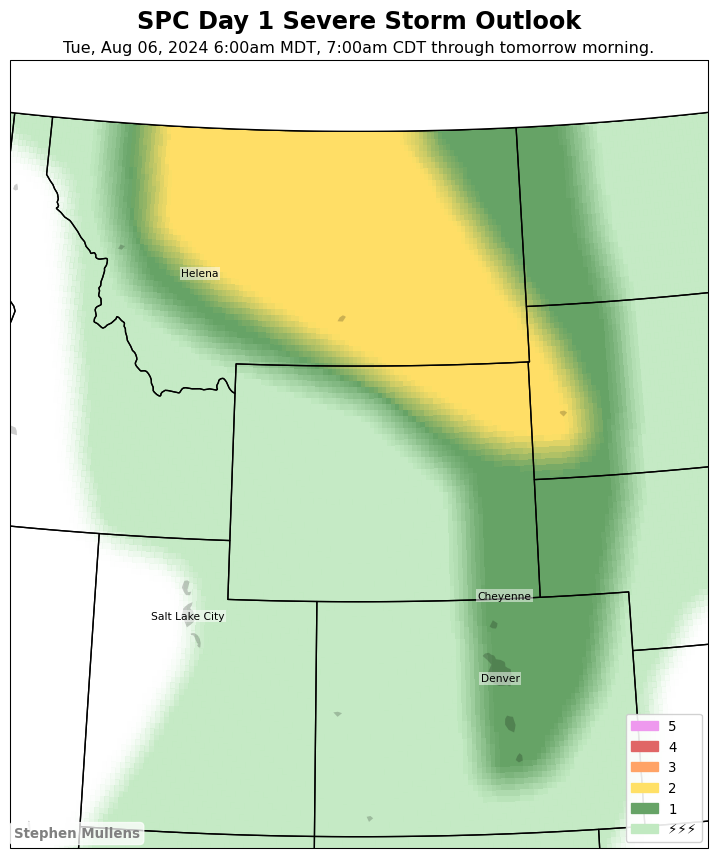 SPC Day 1 Severe Storm Outlook
Tue, Aug 06, 2024 6:00am MDT, 7:00am CDT through tomorrow morning.
Helena
Cheyenne
Salt Lake City
Denver
5
4
3
2
1
⚡⚡⚡
Stephen Mullens